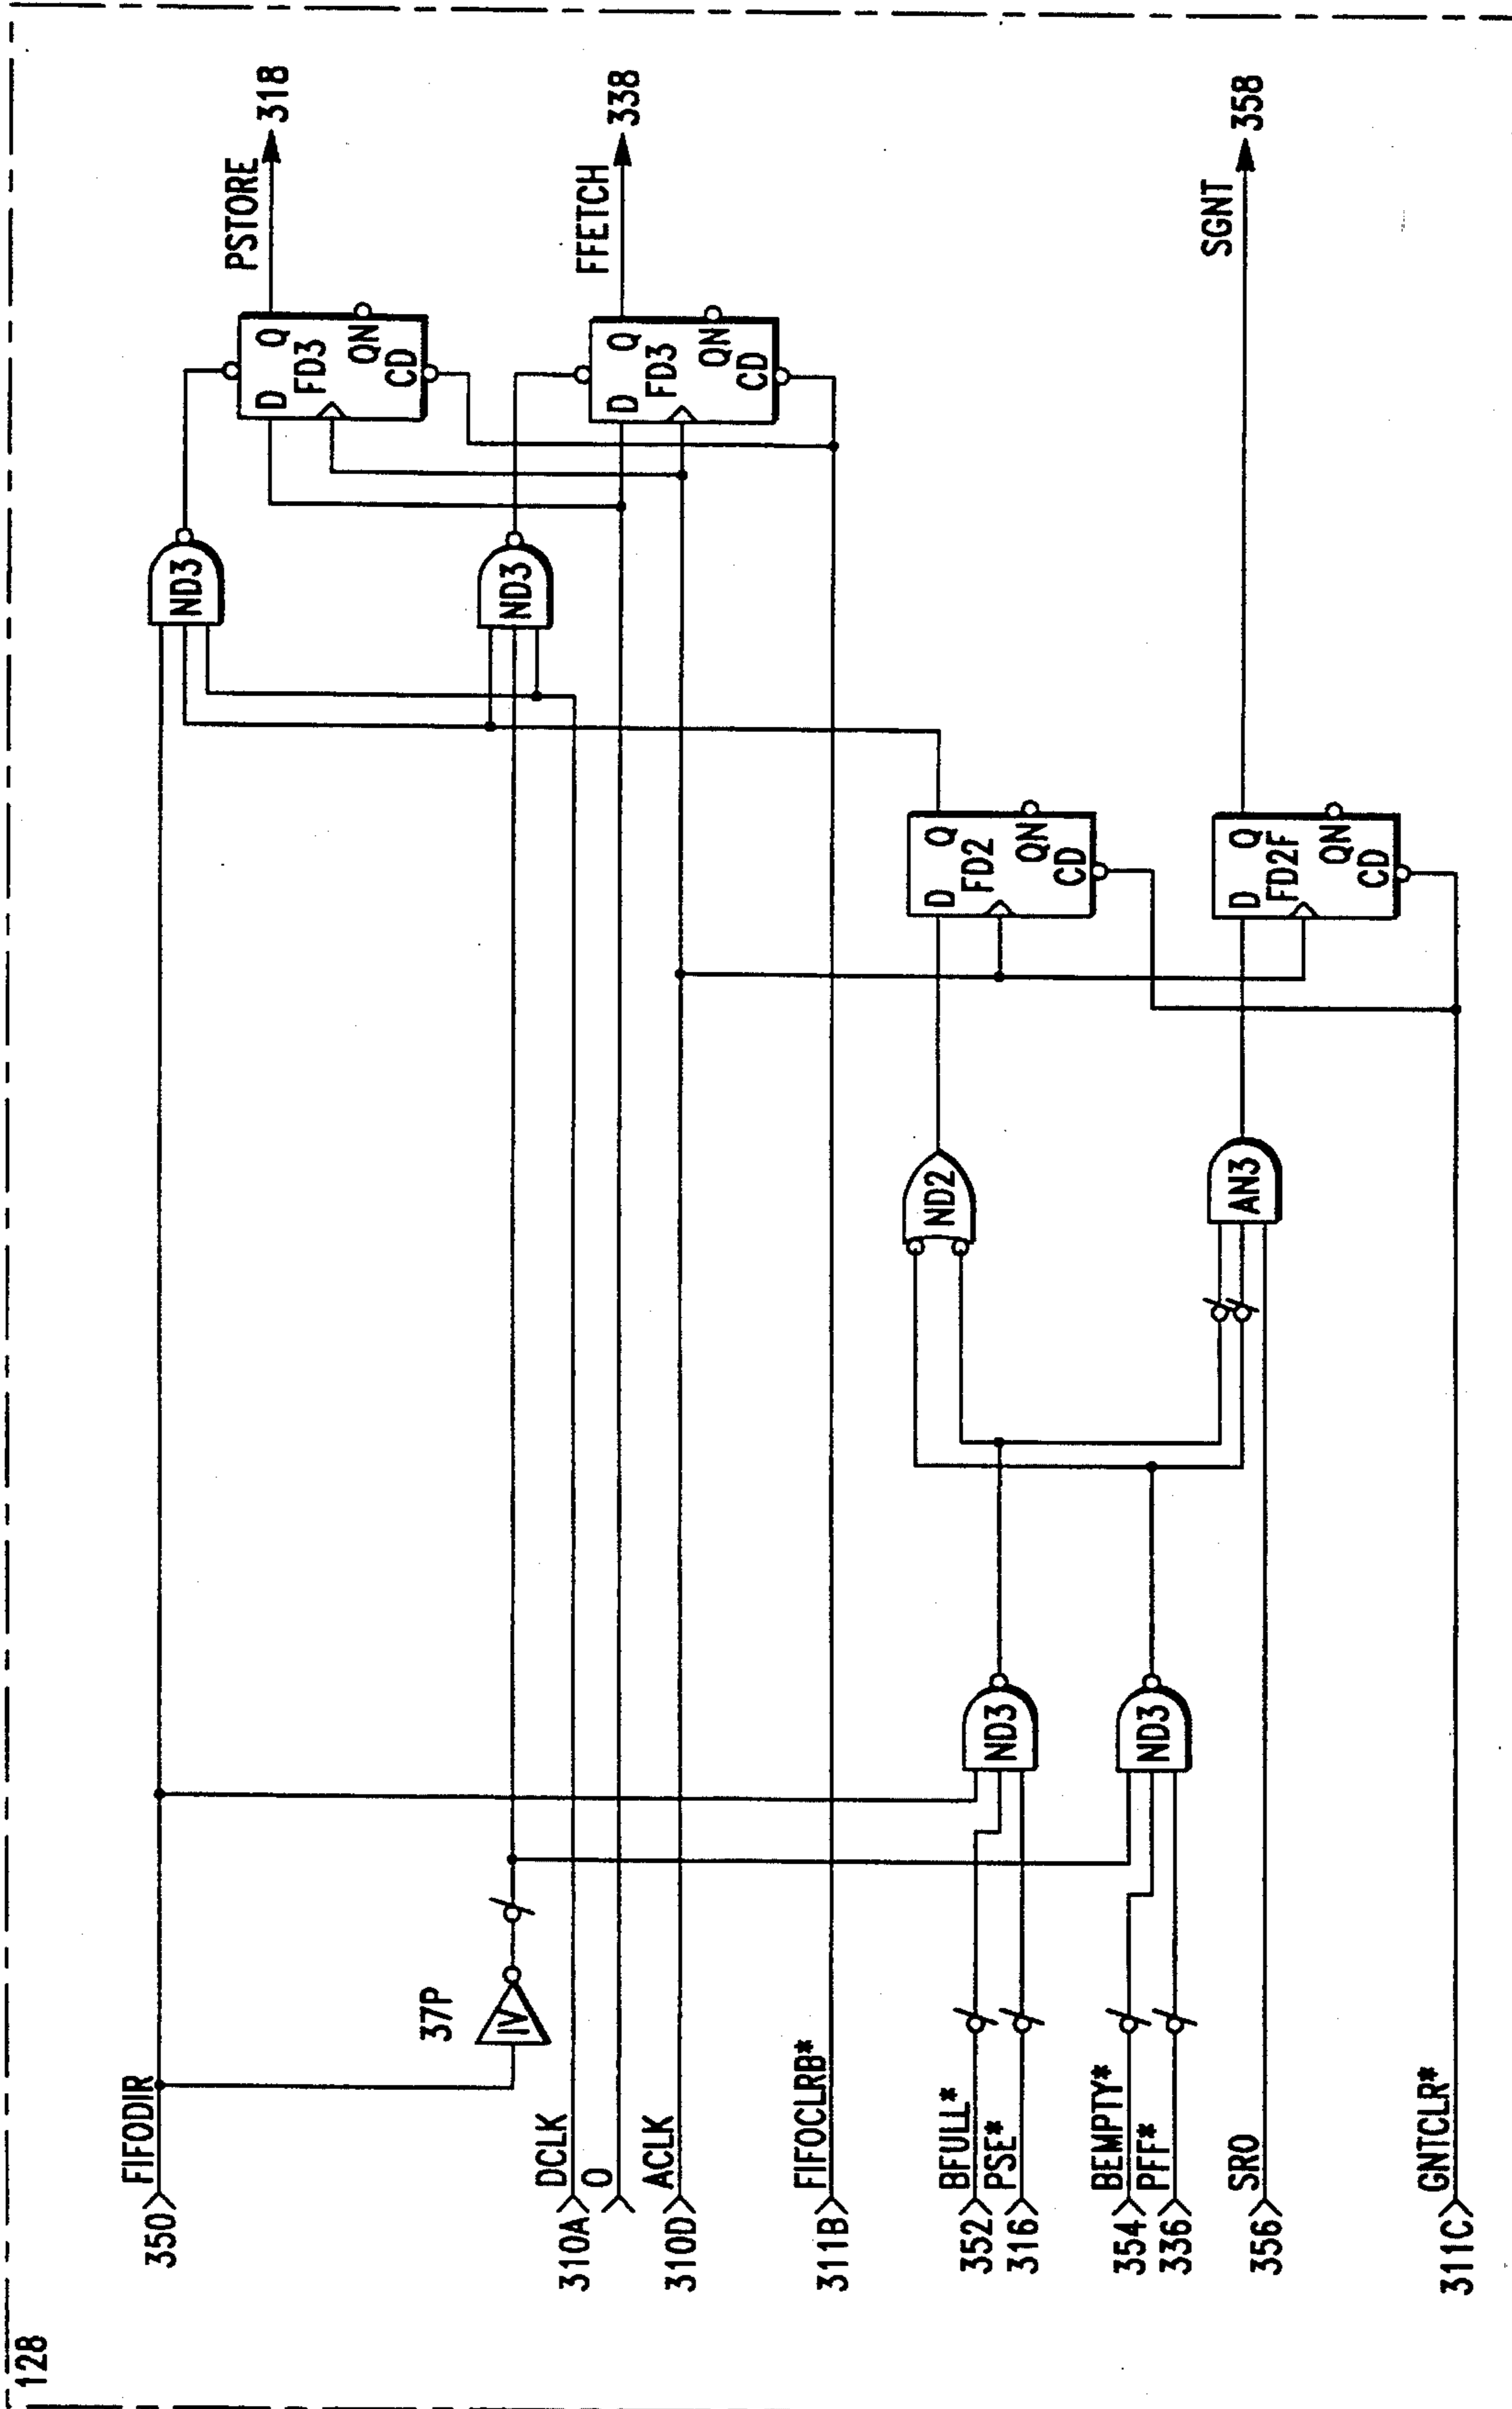 128
350
FIFODIR
37P
IV
310A
DCLK
0
310D
ACLK
311B
FIFOCLRB*
352
BFULL*
316
PSE*
354
BEMPTY*
336
PFF*
356
SRO
311C
GNTCLR*
ND3
ND3
ND2
AN3
D
Q
FD2
QN
CD
D
Q
FD2F
QN
CD
ND3
ND3
D
Q
FD3
QN
CD
D
Q
FD3
QN
CD
PSTORE
318
FFETCH
338
SGNT
358